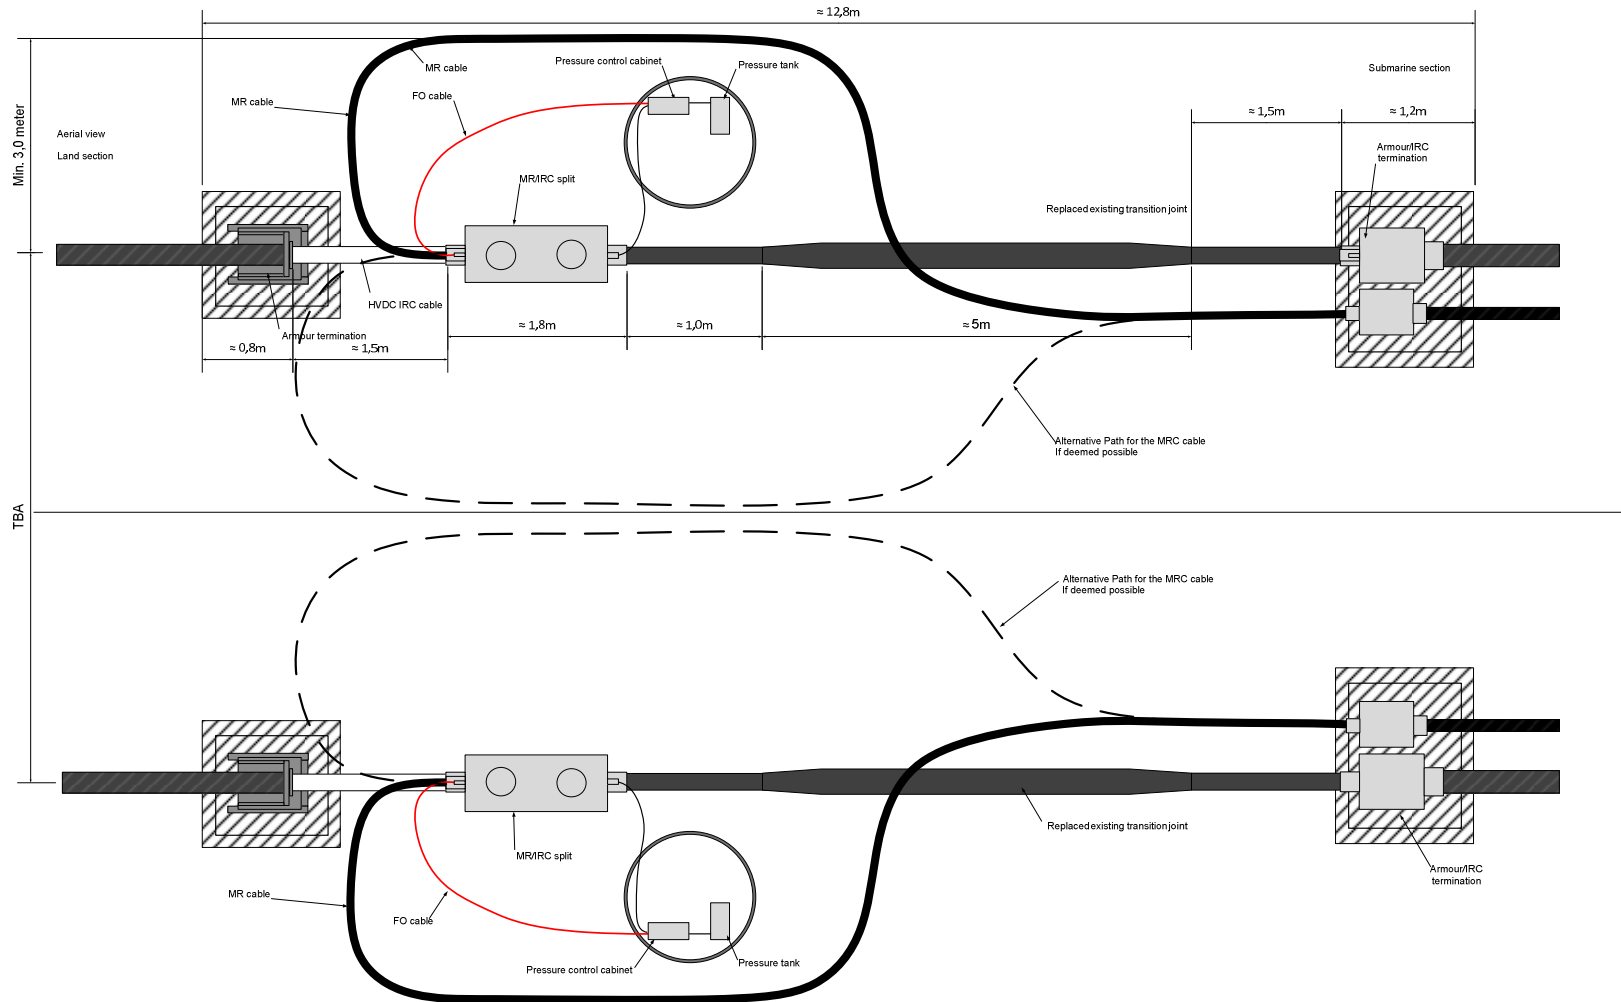 ≈ 12,8m
MR cable
Pressure control cabinet
Pressure tank
Submarine section
FO cable
MR cable
≈ 1,5m
≈ 1,2m
Aerial view
Land section
Min. 3,0 meter
Armour/IRC
termination
MR/IRC split
Replaced existing transition joint
HVDC IRC cable
Armour termination
≈ 0,8m
≈ 1,5m
≈ 1,8m
≈ 1,0m
≈ 5m
Alternative Path for the MRC cable
If deemed possible
TBA
Alternative Path for the MRC cable
If deemed possible
Replaced existing transition joint
MR/IRC split
Armour/IRC
termination
MR cable
FO cable
Pressure control cabinet
Pressure tank